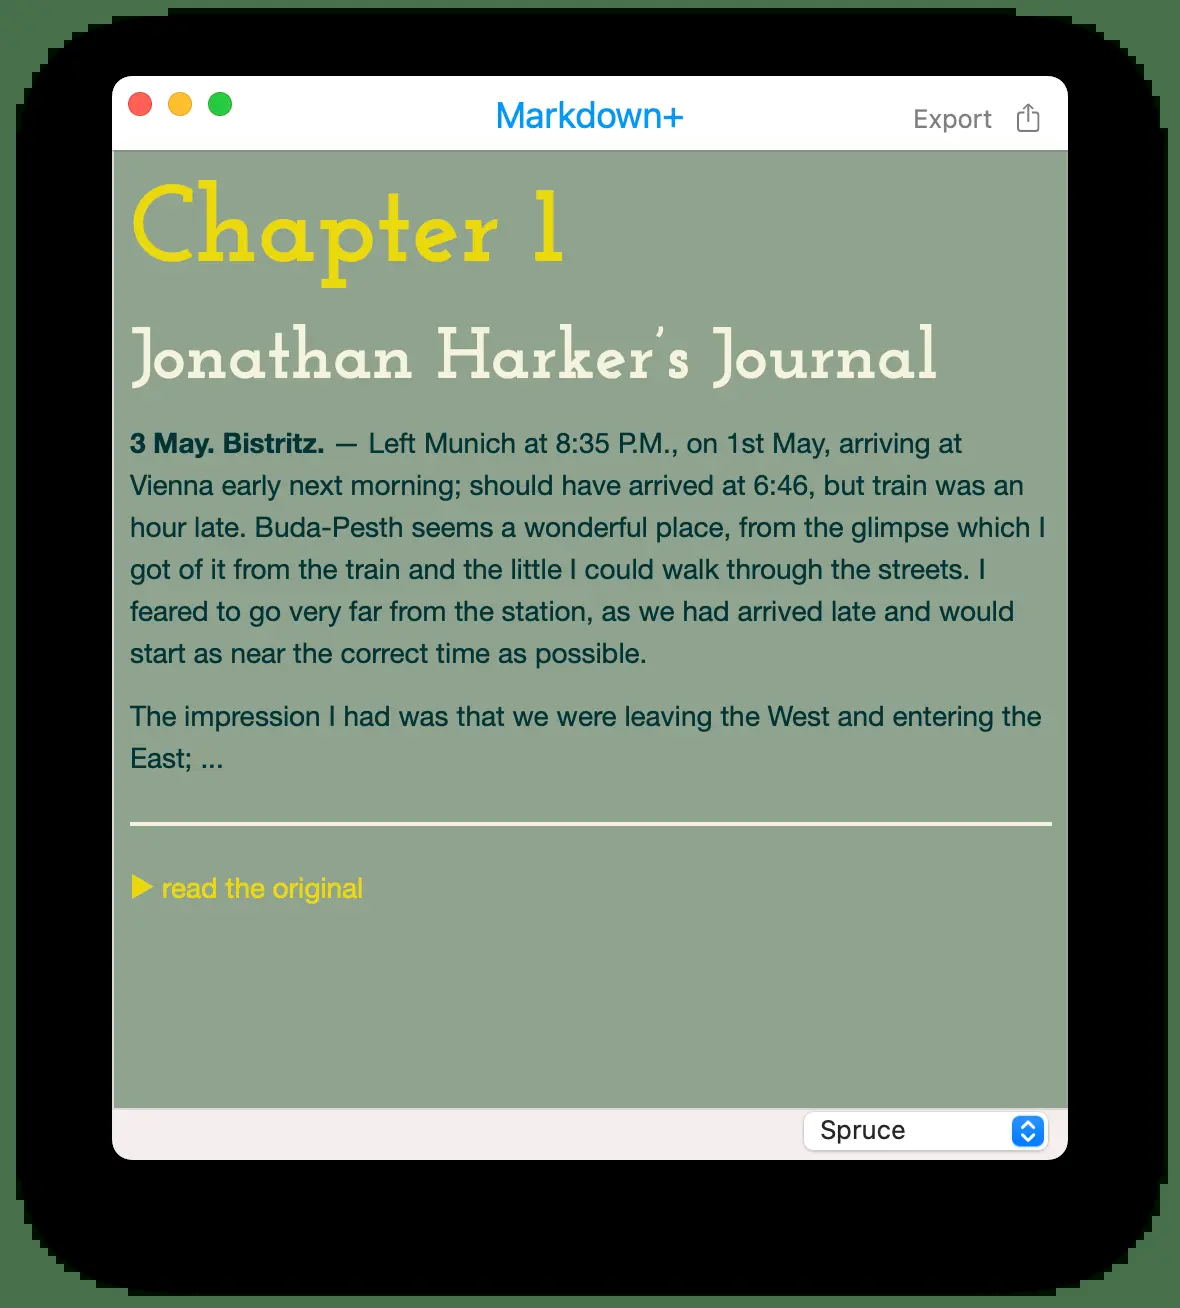 Markdown+
Export
Chapter 1
Jonathan Harker’s Journal
3 May. Bistritz. — Left Munich at 8:35 P.M., on 1st May, arriving at
Vienna early next morning; should have arrived at 6:46, but train was an
hour late. Buda-Pesth seems a wonderful place, from the glimpse which I
got of it from the train and the little I could walk through the streets. I
feared to go very far from the station, as we had arrived late and would
start as near the correct time as possible.
The impression I had was that we were leaving the West and entering the
East; ...
read the original
Spruce